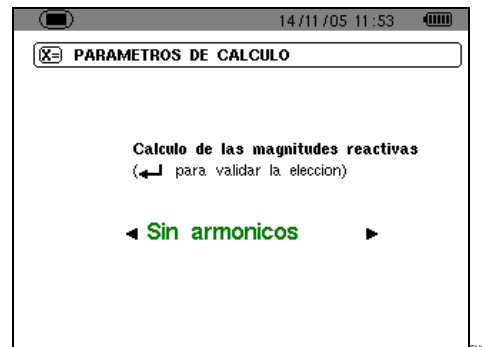 14/11/05 11:53
X= PARAMETROS DE CALCULO
Calculo de las magnitudes reactivas
(↵ para validar la eleccion)
◄ Sin armonicos ►